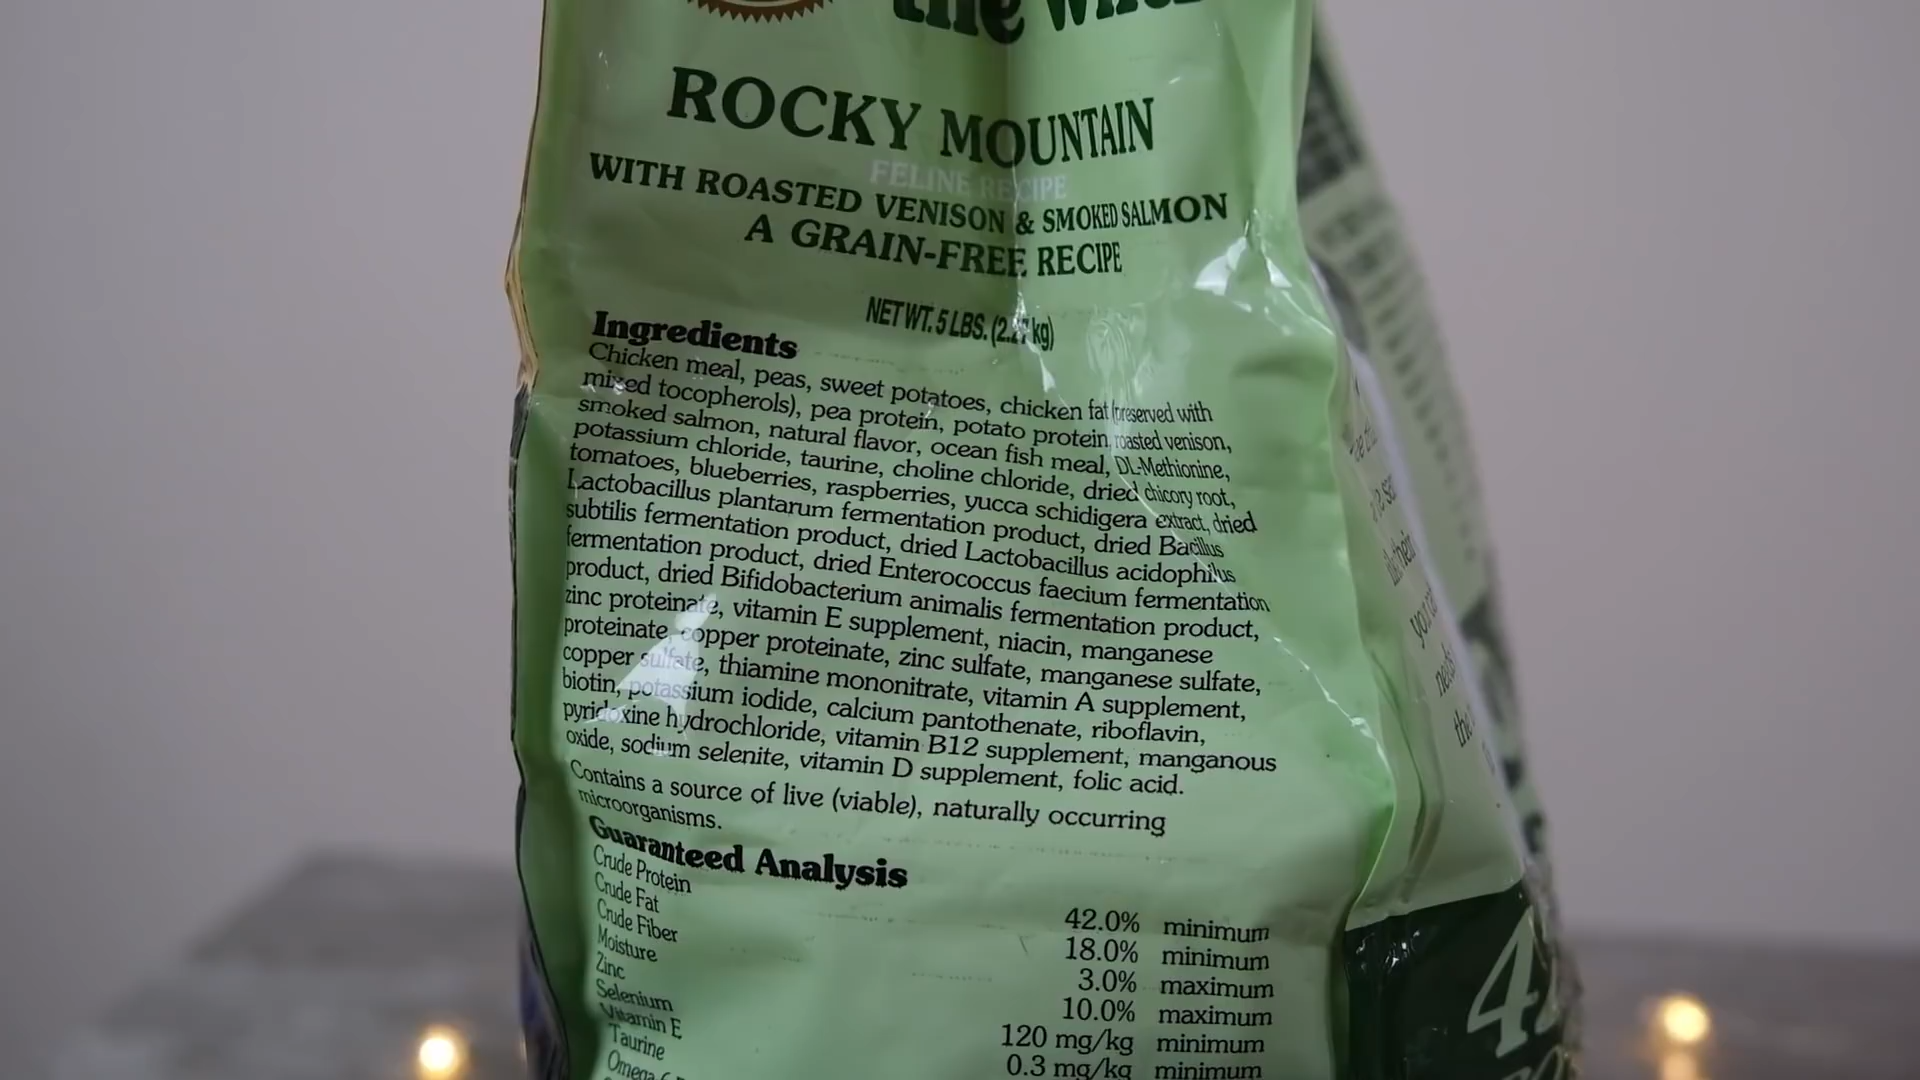 the
ROCKY MOUNTAIN
FELINE RECIPE
WITH ROASTED VENISON & SMOKED SALMON
A GRAIN-FREE RECIPE
NET WT. 5 LBS. (2.27 kg)
Ingredients
Chicken meal, peas, sweet potatoes, chicken fat (preserved with
mixed tocopherols), pea protein, potato protein, roasted venison,
smoked salmon, natural flavor, ocean fish meal, DL-Methionine,
potassium chloride, taurine, choline chloride, dried chicory root,
tomatoes, blueberries, raspberries, yucca schidigera extract, dried
Lactobacillus plantarum fermentation product, dried Bacillus
subtilis fermentation product, dried Lactobacillus acidophilus
fermentation product, dried Enterococcus faecium fermentation
product, dried Bifidobacterium animalis fermentation product,
zinc proteinate, vitamin E supplement, niacin, manganese
proteinate, copper proteinate, zinc sulfate, manganese sulfate,
copper sulfate, thiamine mononitrate, vitamin A supplement,
biotin, potassium iodide, calcium pantothenate, riboflavin,
pyridoxine hydrochloride, vitamin B12 supplement, manganous
oxide, sodium selenite, vitamin D supplement, folic acid.
Contains a source of live (viable), naturally occurring
microorganisms.
Guaranteed Analysis
Crude Protein 42.0% minimum
Crude Fat 18.0% minimum
Crude Fiber 3.0% maximum
Moisture 10.0% maximum
Zinc 120 mg/kg minimum
Selenium 0.3 mg/kg minimum
Vitamin E
Taurine
Omega